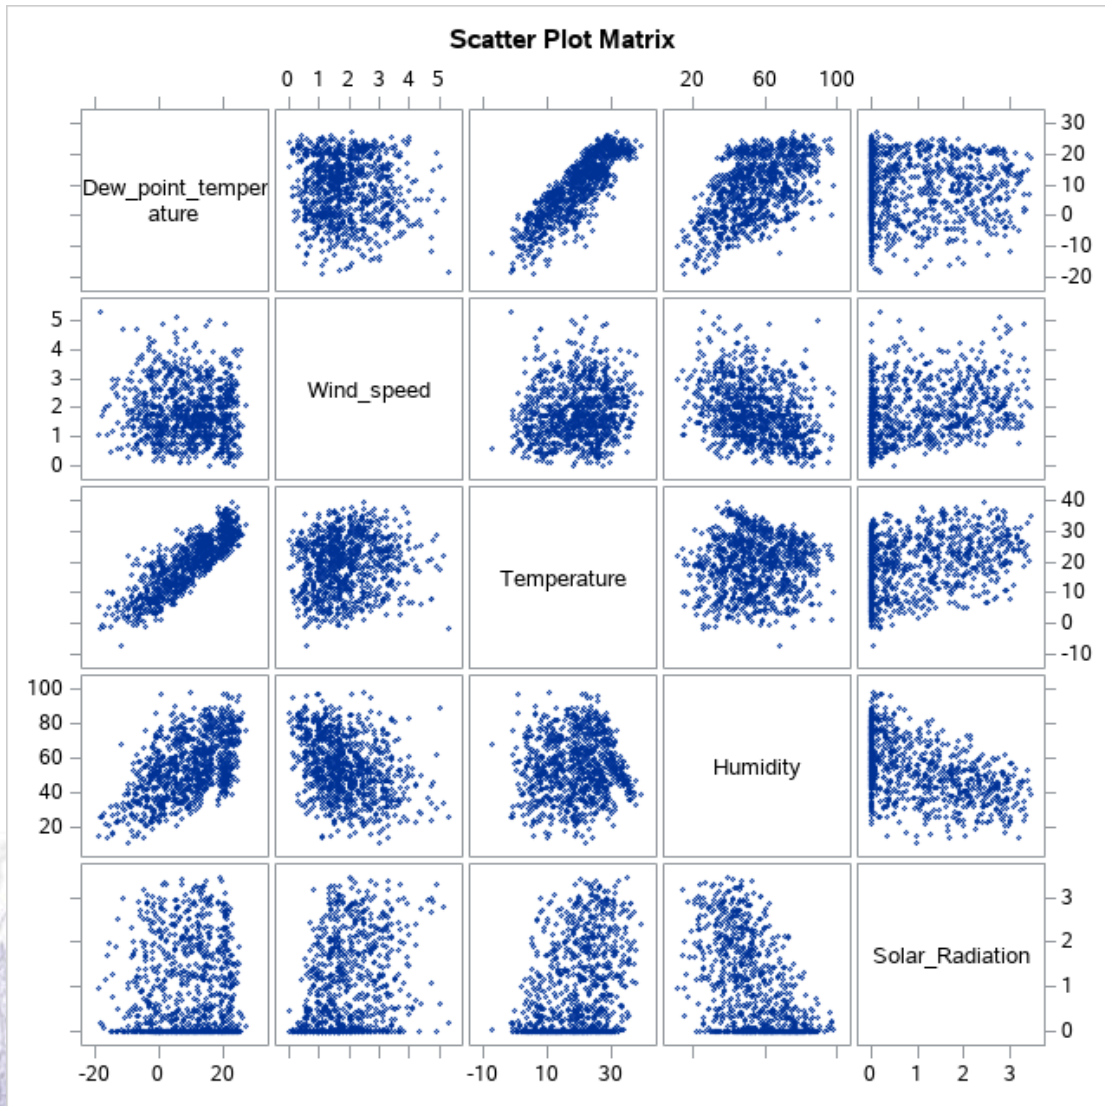 Scatter Plot Matrix
0 1 2 3 4 5
20 60 100
Dew_point_temper
ature
30
20
10
0
-10
-20
5
4
3
2
1
0
Wind_speed
Temperature
40
30
20
10
0
-10
100
80
60
40
20
Humidity
Solar_Radiation
3
2
1
0
-20 0 20
-10 10 30
0 1 2 3